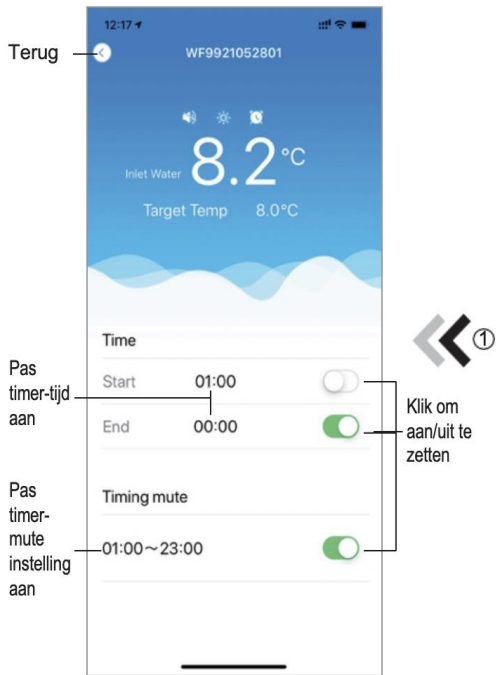 12:17
Terug
WF9921052801
Inlet Water 8.2°C
Target Temp 8.0°C
①
Time
Pas
timer-tijd
aan
Start 01:00
End 00:00
Klik om
aan/uit te
zetten
Pas
timer-
mute
instelling
aan
Timing mute
01:00～23:00